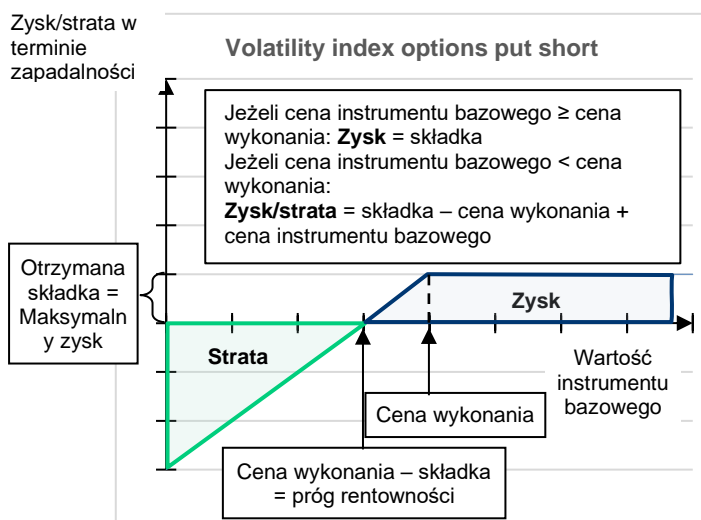 Zysk/strata w
terminie
zapadalności
Volatility index options put short
Jeżeli cena instrumentu bazowego ≥ cena
wykonania: Zysk = składka
Jeżeli cena instrumentu bazowego < cena
wykonania:
Zysk/strata = składka – cena wykonania +
cena instrumentu bazowego
Otrzymana
składka =
Maksymaln
y zysk
Zysk
Strata
Wartość
instrumentu
bazowego
Cena wykonania
Cena wykonania – składka
= próg rentowności